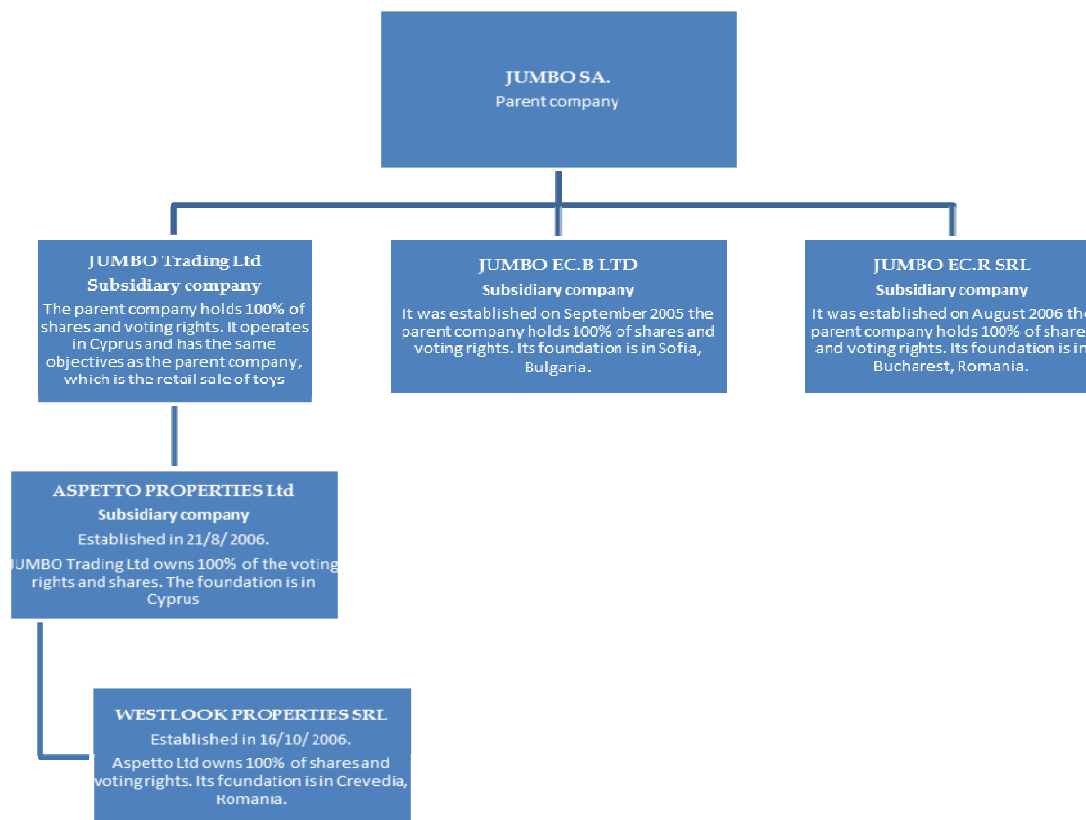 JUMBO SA.
Parent company
JUMBO Trading Ltd
Subsidiary company
The parent company holds 100% of
shares and voting rights. It operates
in Cyprus and has the same
objectives as the parent company,
which is the retail sale of toys
JUMBO EC.B LTD
Subsidiary company
It was established on September 2005 the
parent company holds 100% of shares and
voting rights. Its foundation is in Sofia,
Bulgaria.
JUMBO EC.R SRL
Subsidiary company
It was established on August 2006 the
parent company holds 100% of share
and voting rights. Its foundation is in
Bucharest, Romania.
ASPETTO PROPERTIES Ltd
Subsidiary company
Established in 21/8/ 2006.
JUMBO Trading Ltd owns 100% of the voting
rights and shares. The foundation is in
Cyprus
WESTLOOK PROPERTIES SRL
Established in 16/10/ 2006.
Aspetto Ltd owns 100% of shares and
voting rights. Its foundation is in Crevedia,
Romania.